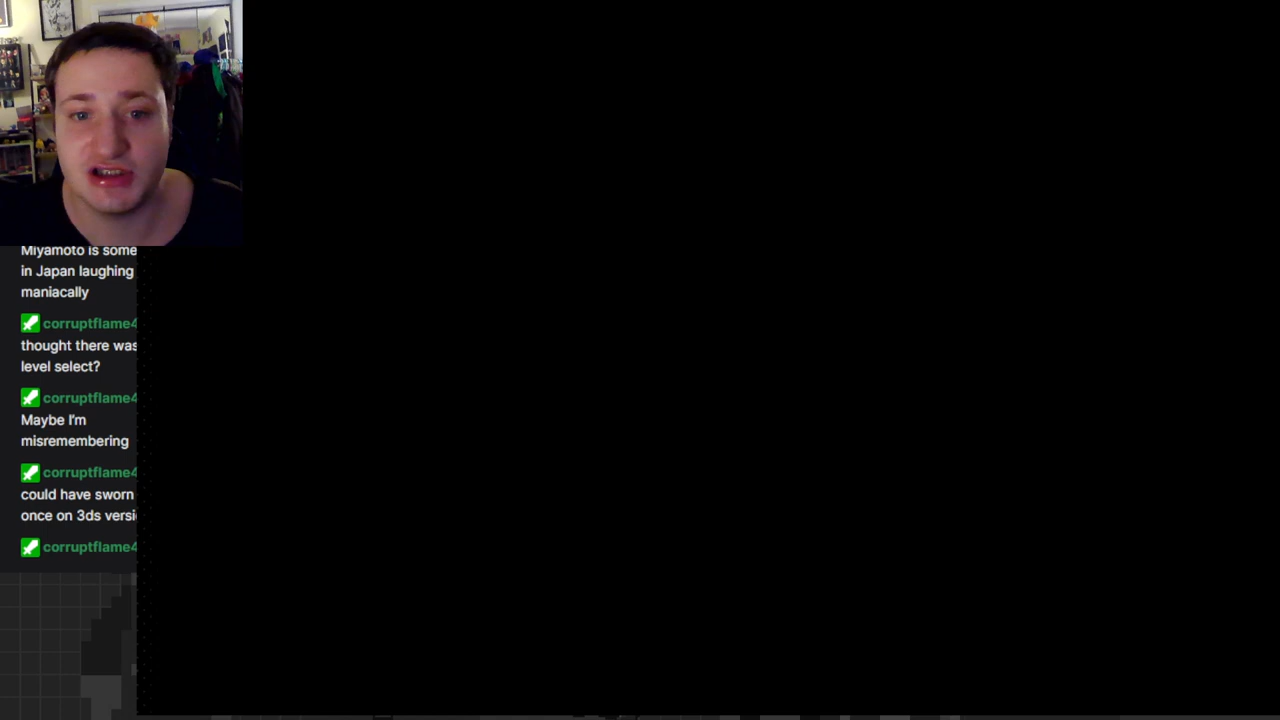 Miyamoto is some
in Japan laughing
maniacally
corruptflame4
thought there was
level select?
corruptflame4
Maybe I'm
misremembering
corruptflame4
could have sworn
once on 3ds versi
corruptflame4